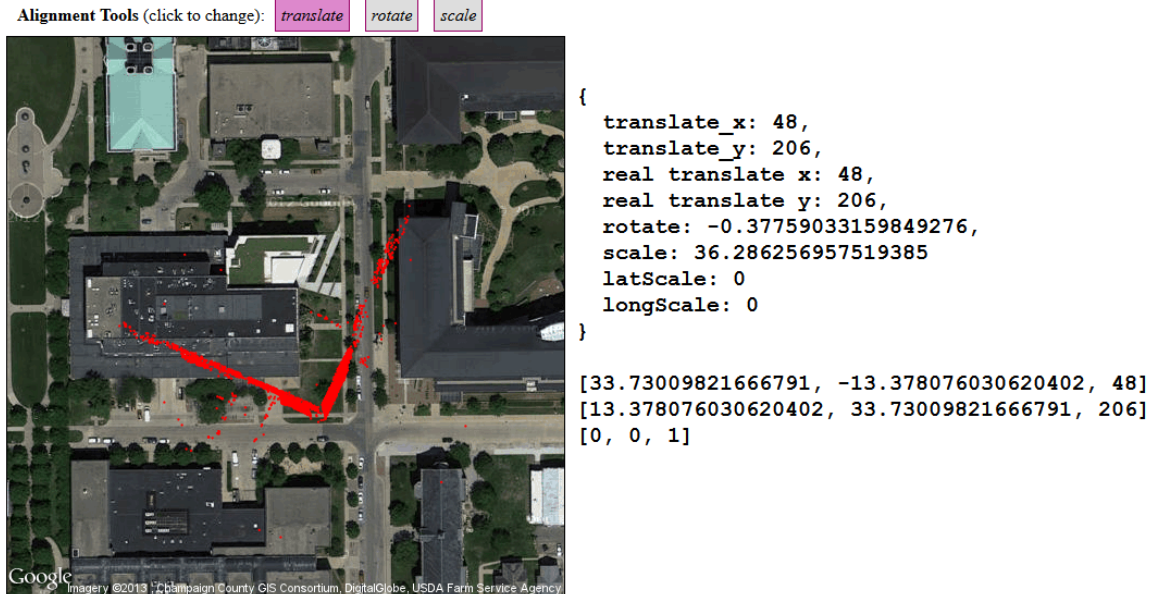 Alignment Tools (click to change): translate rotate scale
{
translate_x: 48,
translate_y: 206,
real translate x: 48,
real translate y: 206,
rotate: -0.37759033159849276,
scale: 36.286256957519385
latScale: 0
longScale: 0
}
[33.73009821666791, -13.378076030620402, 48]
[13.378076030620402, 33.73009821666791, 206]
[0, 0, 1]
Google
Imagery ©2013 , Champaign County GIS Consortium, DigitalGlobe, USDA Farm Service Agency